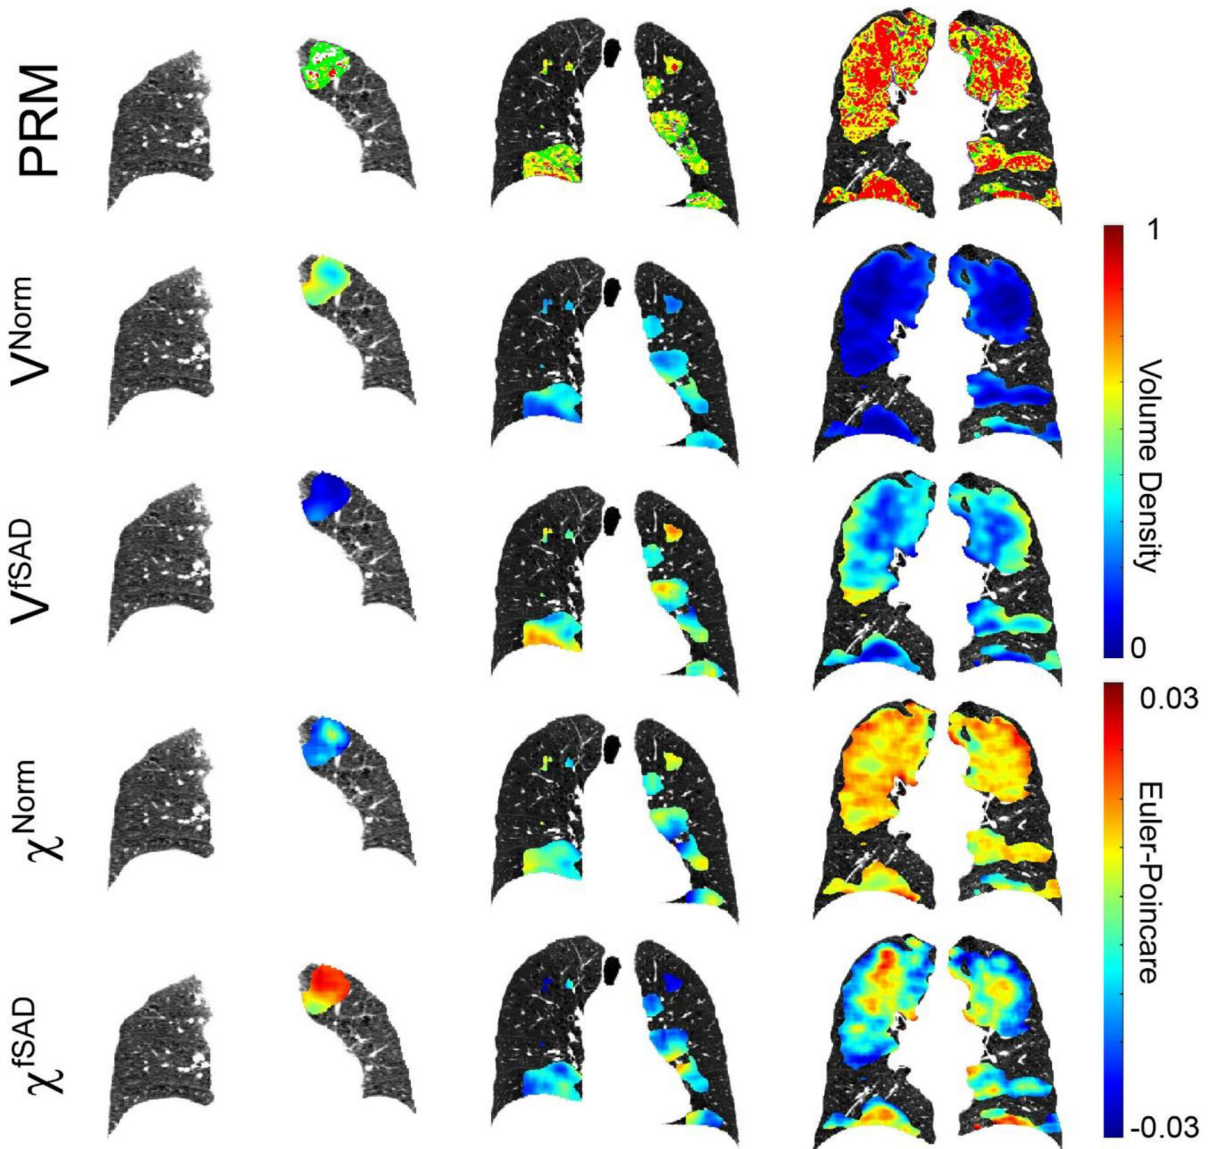 PRM
V^Norm
V^fSAD
χ^Norm
χ^fSAD
1
Volume Density
0
0.03
Euler-Poincare
-0.03